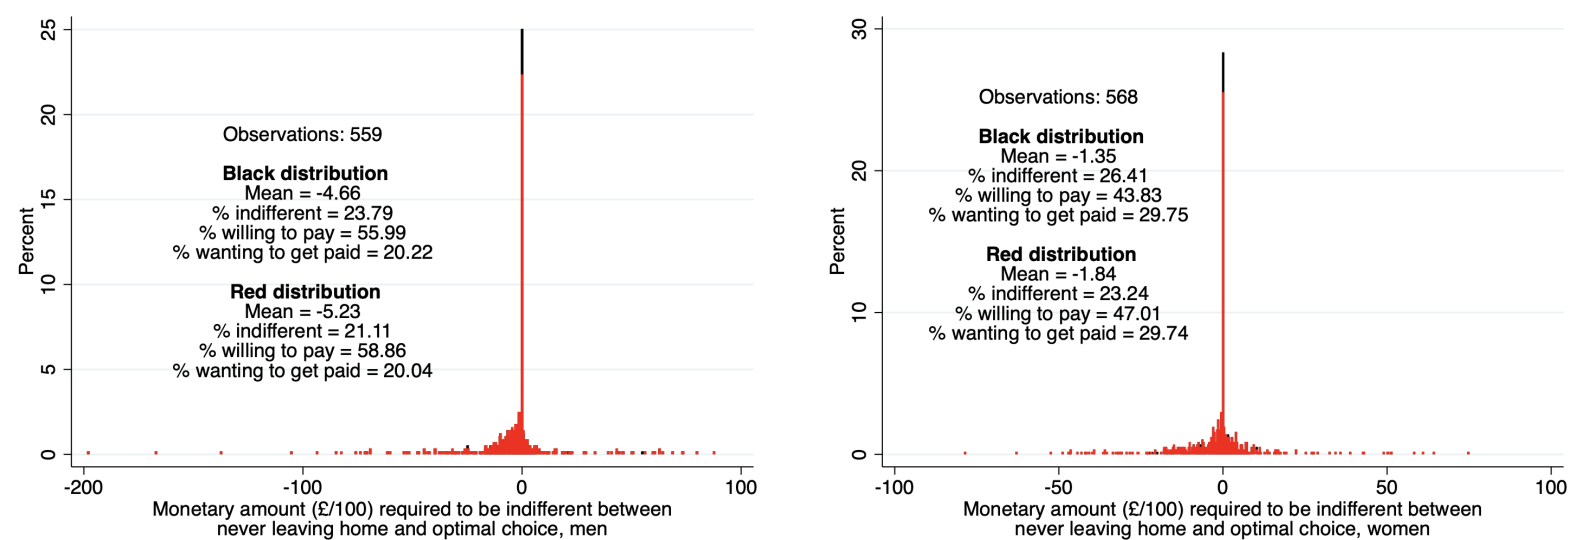 25
20
15
10
5
0
Percent
Observations: 559
Black distribution
Mean = -4.66
% indifferent = 23.79
% willing to pay = 55.99
% wanting to get paid = 20.22
Red distribution
Mean = -5.23
% indifferent = 21.11
% willing to pay = 58.86
% wanting to get paid = 20.04
-200
-100
0
100
Monetary amount (£/100) required to be indifferent between
never leaving home and optimal choice, men
30
20
10
0
Percent
Observations: 568
Black distribution
Mean = -1.35
% indifferent = 26.41
% willing to pay = 43.83
% wanting to get paid = 29.75
Red distribution
Mean = -1.84
% indifferent = 23.24
% willing to pay = 47.01
% wanting to get paid = 29.74
-100
-50
0
50
100
Monetary amount (£/100) required to be indifferent between
never leaving home and optimal choice, women